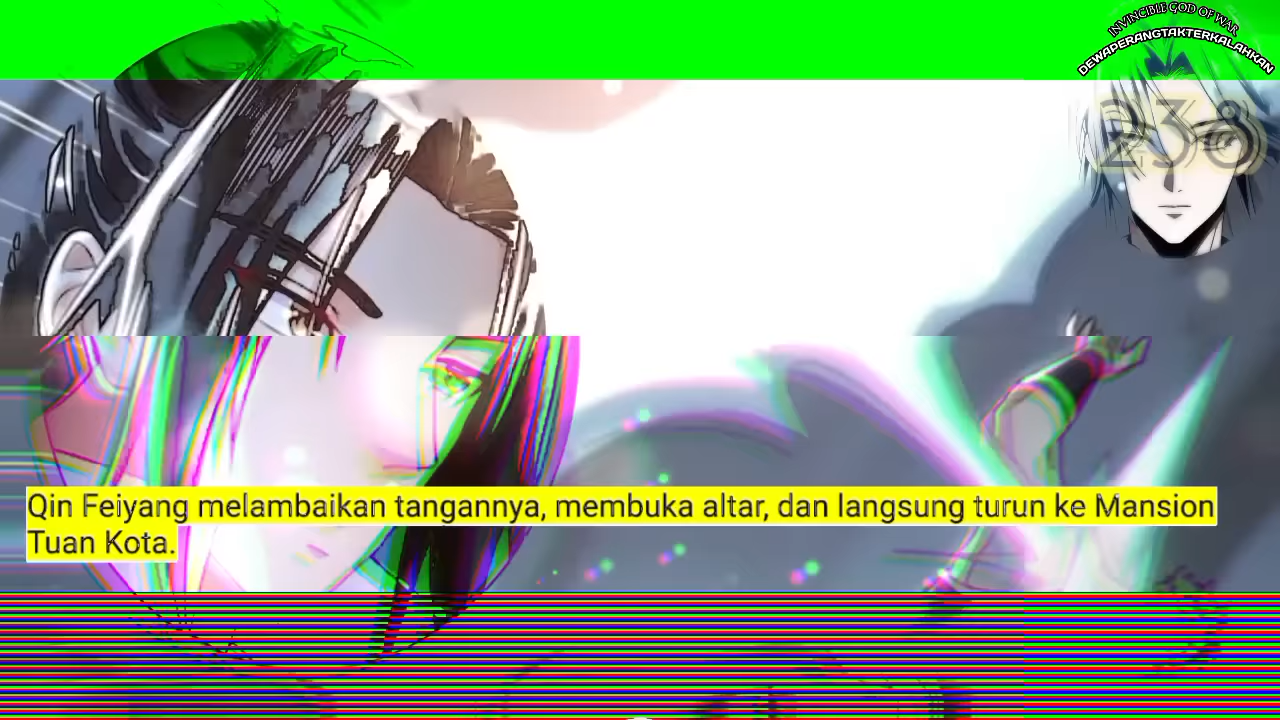 INVINCIBLE GOD OF WAR
DEWAPERANGTAKTERKALAHKAN
238
Qin Feiyang melambaikan tangannya, membuka altar, dan langsung turun ke Mansion
Tuan Kota.